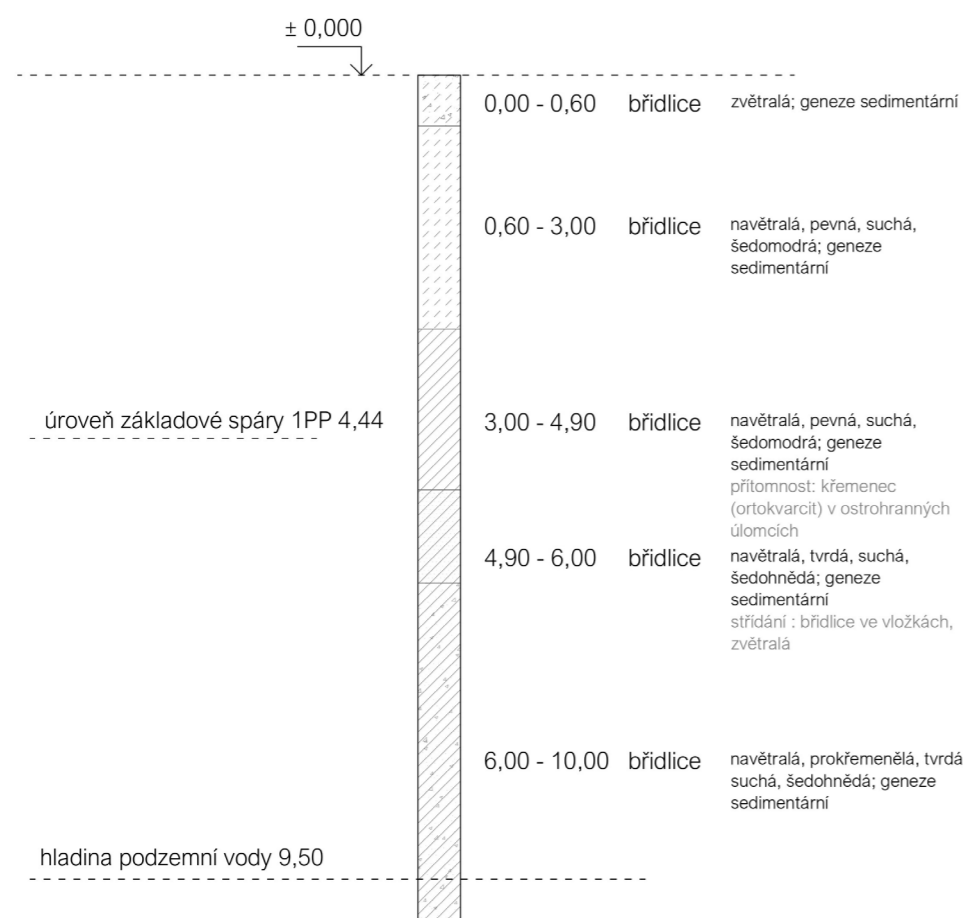 ± 0,000
0,00 - 0,60 břidlice zvětralá; geneze sedimentární
0,60 - 3,00 břidlice navětralá, pevná, suchá,
šedomodrá; geneze
sedimentární
úroveň základové spáry 1PP 4,44
3,00 - 4,90 břidlice navětralá, pevná, suchá,
šedomodrá; geneze
sedimentární
přítomnost: křemenec
(ortokvarcit) v ostrohranných
úlomcích
4,90 - 6,00 břidlice navětralá, tvrdá, suchá,
šedohnědá; geneze
sedimentární
střídání : břidlice ve vložkách,
zvětralá
6,00 - 10,00 břidlice navětralá, prokřemenělá, tvrdá
suchá, šedohnědá; geneze
sedimentární
hladina podzemní vody 9,50